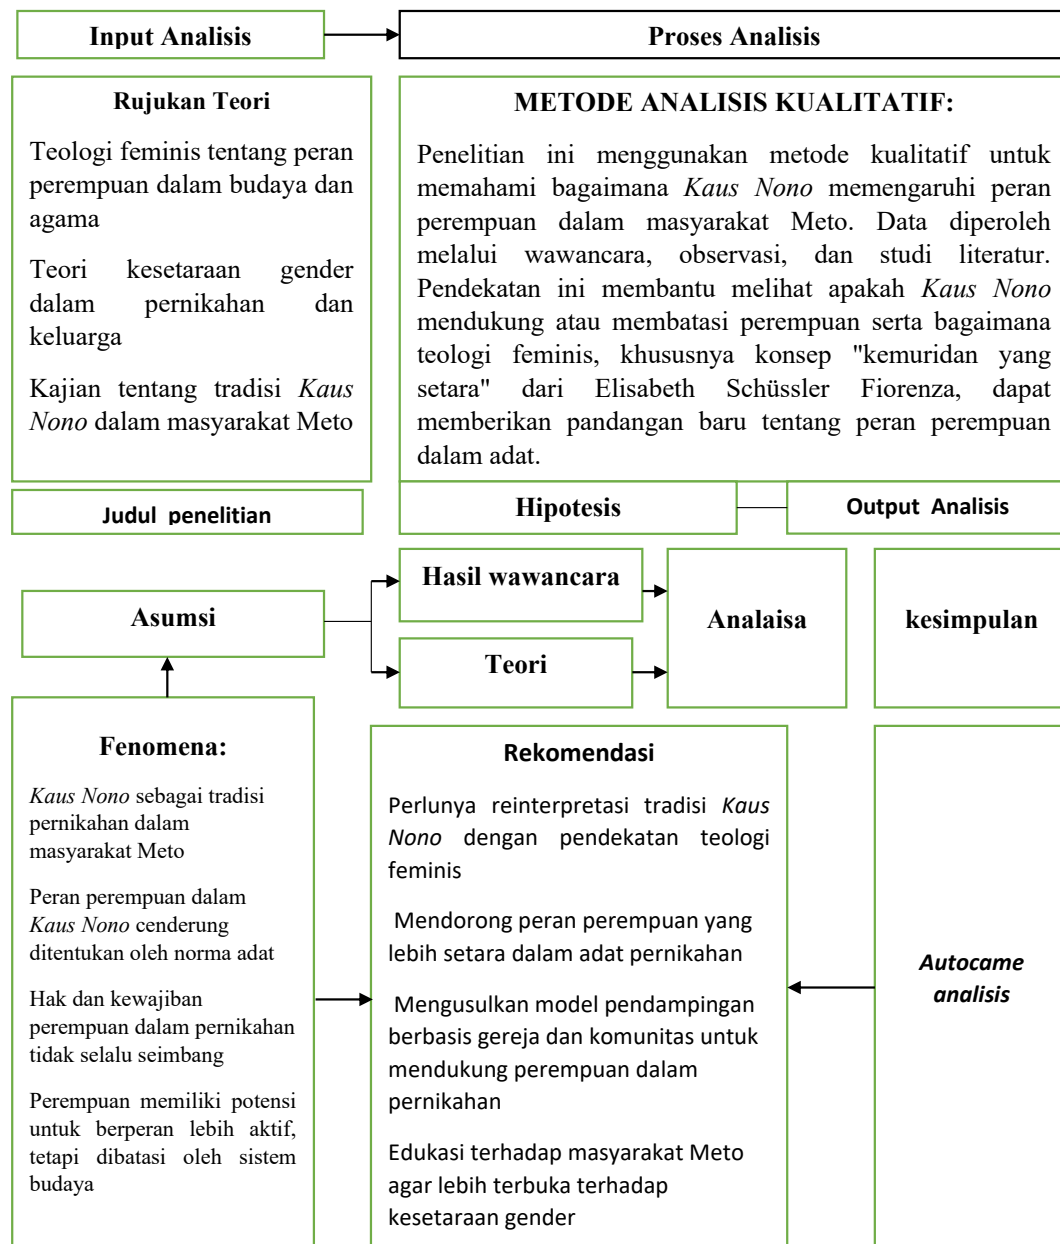 Input Analisis
Proses Analisis
Rujukan Teori
Teologi feminis tentang peran
perempuan dalam budaya dan
agama
Teori kesetaraan gender
dalam pernikahan dan
keluarga
Kajian tentang tradisi Kaus
Nono dalam masyarakat Meto
METODE ANALISIS KUALITATIF:
Penelitian ini menggunakan metode kualitatif untuk
memahami bagaimana Kaus Nono memengaruhi peran
perempuan dalam masyarakat Meto. Data diperoleh
melalui wawancara, observasi, dan studi literatur.
Pendekatan ini membantu melihat apakah Kaus Nono
mendukung atau membatasi perempuan serta bagaimana
teologi feminis, khususnya konsep "kemuridan yang
setara" dari Elisabeth Schüssler Fiorenza, dapat
memberikan pandangan baru tentang peran perempuan
dalam adat.
Judul penelitian
Hipotesis
Output Analisis
Asumsi
Hasil wawancara
Teori
Analaisa
kesimpulan
Fenomena:
Kaus Nono sebagai tradisi
pernikahan dalam
masyarakat Meto
Peran perempuan dalam
Kaus Nono cenderung
ditentukan oleh norma adat
Hak dan kewajiban
perempuan dalam pernikahan
tidak selalu seimbang
Perempuan memiliki potensi
untuk berperan lebih aktif,
tetapi dibatasi oleh sistem
budaya
Rekomendasi
Perlunya reinterpretasi tradisi Kaus
Nono dengan pendekatan teologi
feminis
Mendorong peran perempuan yang
lebih setara dalam adat pernikahan
Mengusulkan model pendampingan
berbasis gereja dan komunitas untuk
mendukung perempuan dalam
pernikahan
Edukasi terhadap masyarakat Meto
agar lebih terbuka terhadap
kesetaraan gender
Autocame
analisis